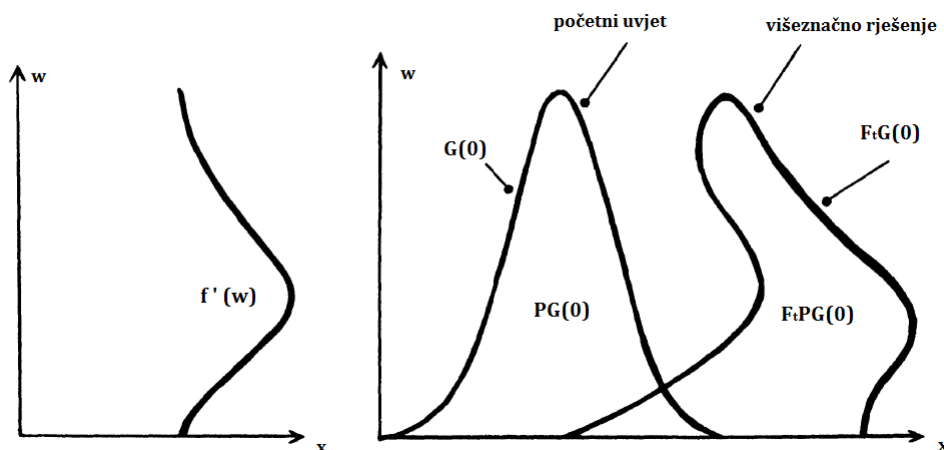 w
f ' (w)
x
početni uvjet
višeznačno rješenje
w
G(0)
FtG(0)
PG(0)
FtPG(0)
x